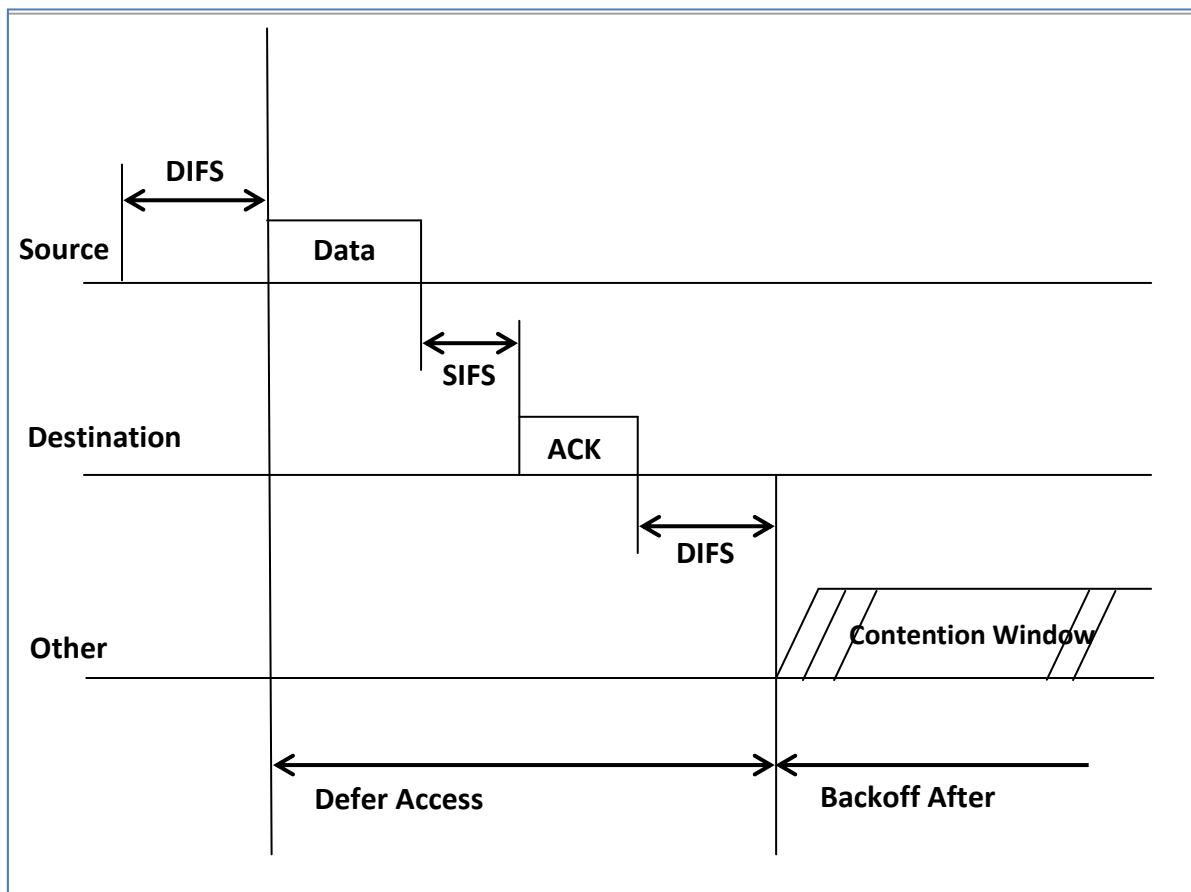 DIFS
Source
Data
SIFS
Destination
ACK
DIFS
Other
Contention Window
Defer Access
Backoff After